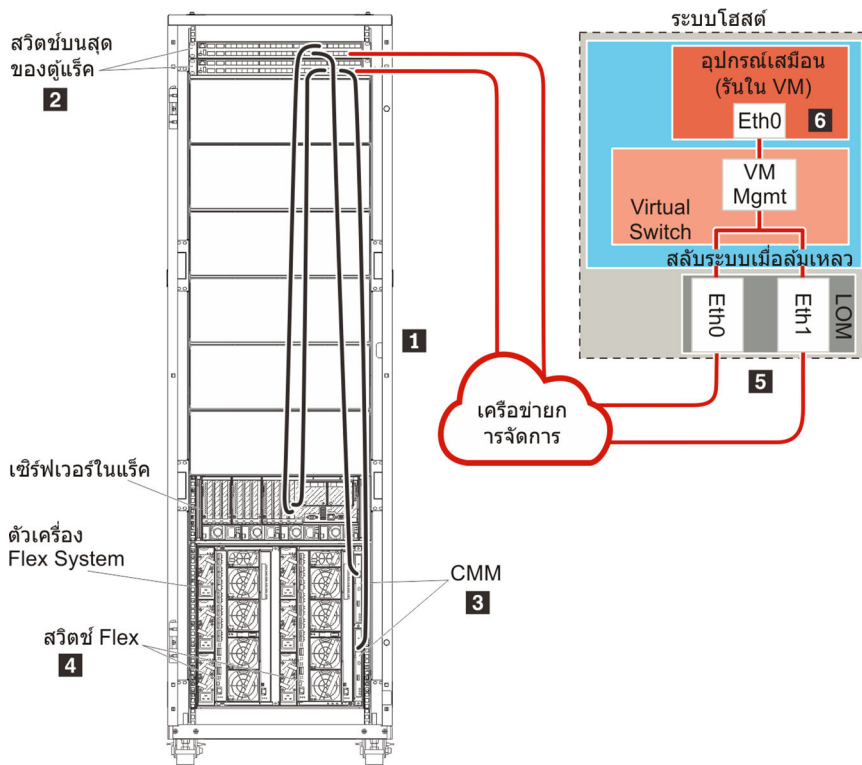 สวิตช์บนสุด
ของตู้แร็ค
2
1
เซิร์ฟเวอร์ในแร็ค
ตัวเครื่อง
Flex System
สวิตช์ Flex
4
CMM
3
เครือข่ายก
ารจัดการ
ระบบโฮสต์
อุปกรณ์เสมือน
(รันใน VM)
Eth0
6
VM
Mgmt
Virtual
Switch
สลับระบบเมื่อล้มเหลว
Eth0
Eth1
LOM
5